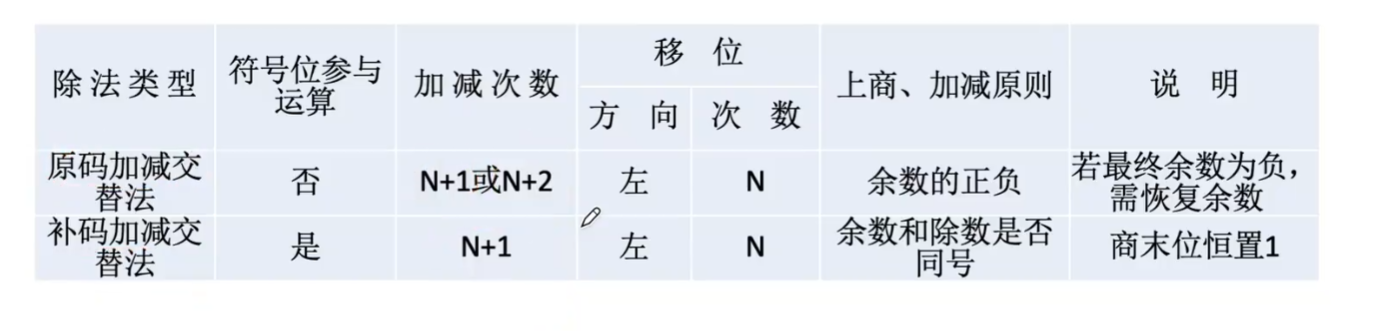 除法类型 符号位参与运算 加减次数 移位 上商、加减原则 说明
方向 次数
原码加减交替法 否 N+1或N+2 左 N 余数的正负 若最终余数为负，需恢复余数
补码加减交替法 是 N+1 左 N 余数和除数是否同号 商末位恒置1